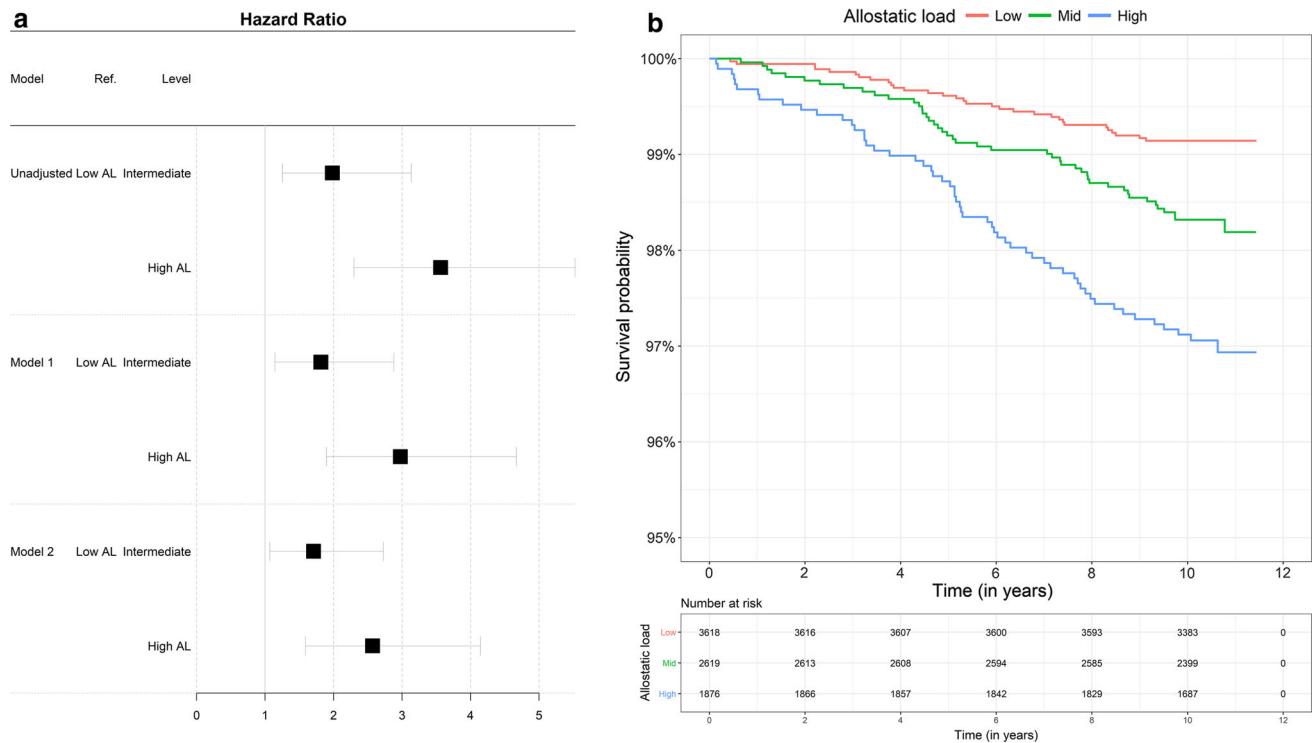 a
Hazard Ratio
Model Ref. Level
Unadjusted Low AL Intermediate
High AL
Model 1 Low AL Intermediate
High AL
Model 2 Low AL Intermediate
High AL
0 1 2 3 4 5
b
Allostatic load Low Mid High
Survival probability
100%
99%
98%
97%
96%
95%
0 2 4 6 8 10 12
Time (in years)
Number at risk
Allostatic load
Low 3618 3616 3607 3600 3593 3383 0
Mid 2619 2613 2608 2594 2585 2399 0
High 1876 1866 1857 1842 1829 1687 0
0 2 4 6 8 10 12
Time (in years)